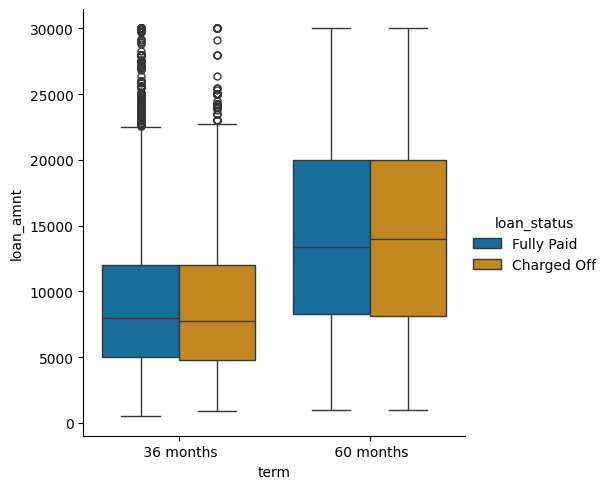 30000
25000
20000
15000
10000
5000
0
loan_amnt
36 months
60 months
term
loan_status
Fully Paid
Charged Off